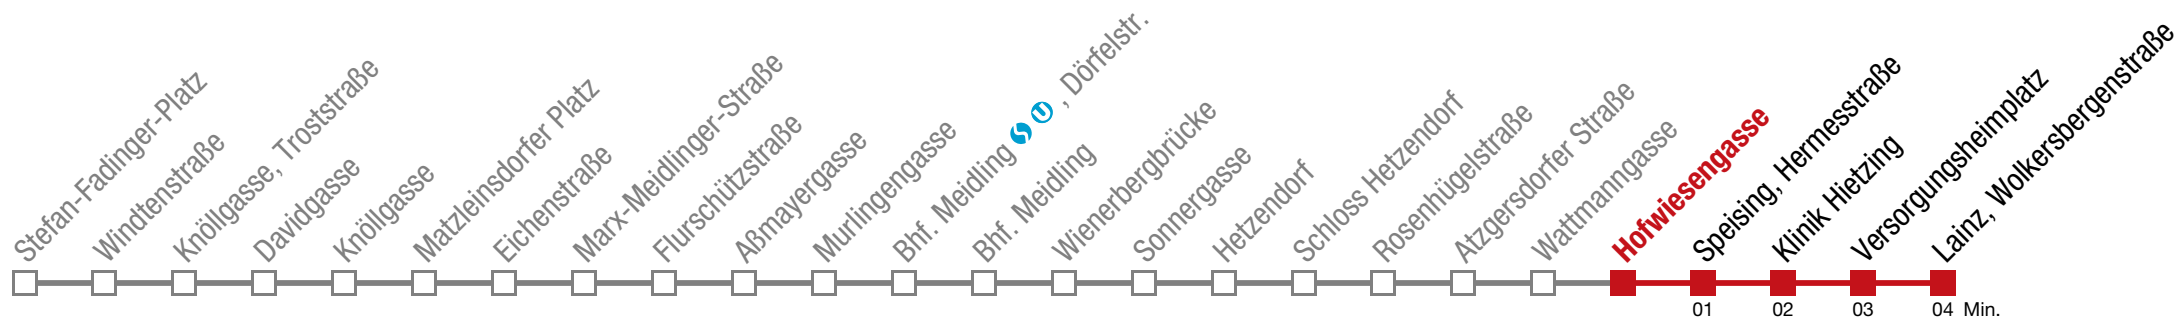 Stefan-Fadinger-Platz
Windtenstraße
Knöllgasse, Troststraße
Davidgasse
Knöllgasse
Matzleinsdorfer Platz
Eichenstraße
Marx-Meidlinger-Straße
Flurschützstraße
Aßmayergasse
Murlingengasse
Bhf. Meidling S U , Dörfelstr.
Bhf. Meidling
Wienerbergbrücke
Sonnergasse
Hetzendorf
Schloss Hetzendorf
Rosenhügelstraße
Atzgersdorfer Straße
Wattmanngasse
Hofwiesengasse
Speising, Hermesstraße
Klinik Hietzing
Versorgungsheimplatz
Lainz, Wolkersbergenstraße
01 02 03 04 Min.